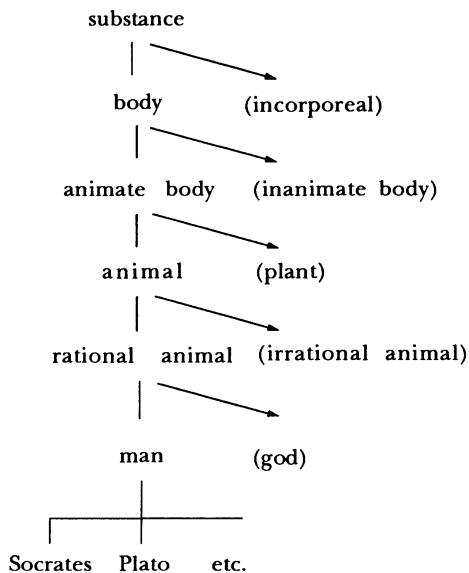 substance
body (incorporeal)
animate body (inanimate body)
animal (plant)
rational animal (irrational animal)
man (god)
Socrates Plato etc.